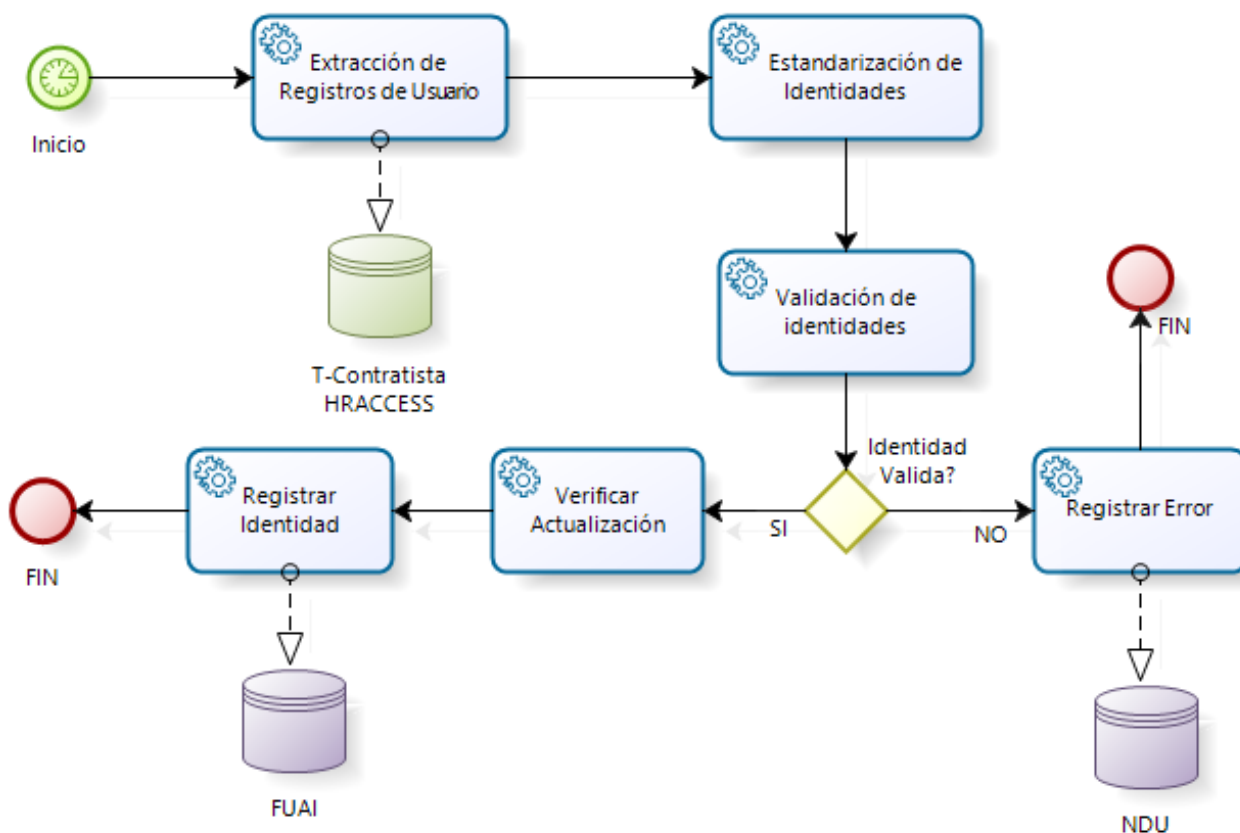 Inicio
Extracción de
Registros de Usuario
Estandarización de
Identidades
T-Contratista
HRACCESS
Validación de
identidades
FIN
Identidad
Valida?
SI
NO
Registrar Error
NDU
Verificar
Actualización
Registrar
Identidad
FUAI
FIN